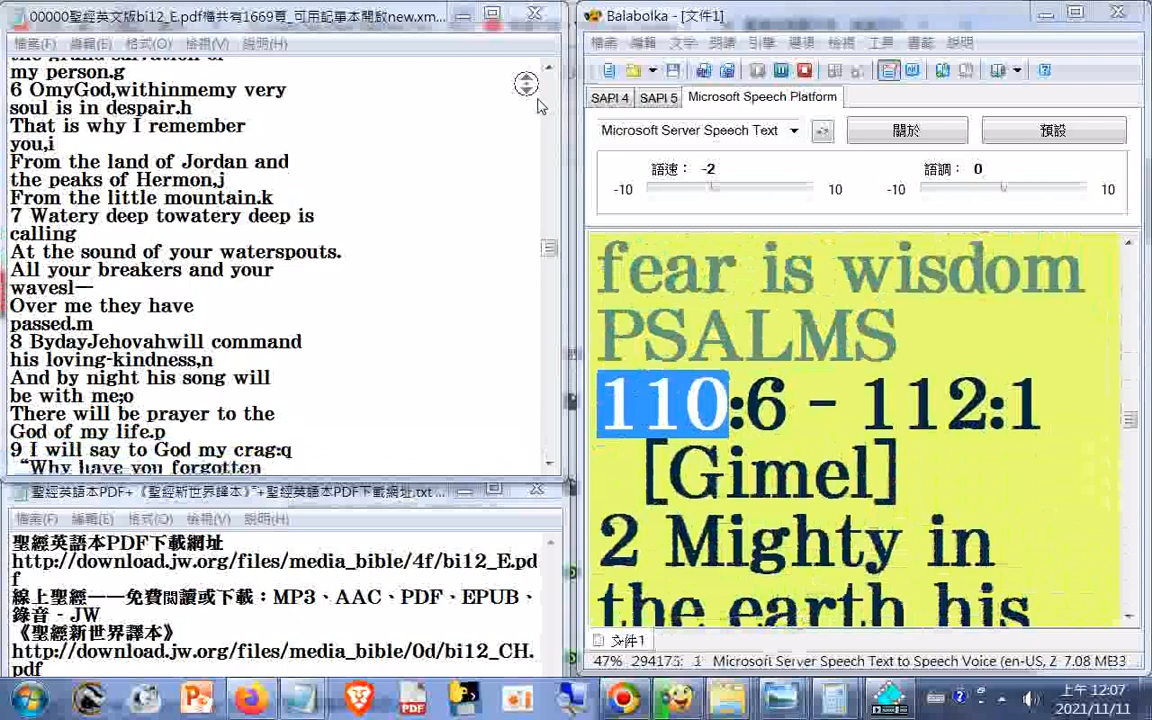 00000聖經英文版bi12_E.pdf檔共有1669頁_可用記事本開啟new.xm...
檔案(F) 編輯(E) 格式(O) 檢視(V) 說明(H)
my person.g
6 OmyGod,withinmemy very
soul is in despair.h
That is why I remember
you,i
From the land of Jordan and
the peaks of Hermon,j
From the little mountain.k
7 Watery deep towatery deep is
calling
At the sound of your waterspouts.
All your breakers and your
wavesl—
Over me they have
passed.m
8 BydayJehovahwill command
his loving-kindness,n
And by night his song will
be with me;o
There will be prayer to the
God of my life.p
9 I will say to God my crag:q
“Why have you forgotten
聖經英語本PDF+《聖經新世界譯本》"+聖經英語本PDF下載網址.txt ...
檔案(F) 編輯(E) 格式(O) 檢視(V) 說明(H)
聖經英語本PDF下載網址
http://download.jw.org/files/media_bible/4f/bi12_E.pd
f
線上聖經──免費閱讀或下載：MP3、AAC、PDF、EPUB、
錄音 - JW
《聖經新世界譯本》
http://download.jw.org/files/media_bible/0d/bi12_CH.
pdf
Balabolka - [文件1]
檔案 編輯 文字 朗讀 引擎 選項 檢視 工具 書籤 說明
SAPI 4 SAPI 5 Microsoft Speech Platform
Microsoft Server Speech Text 關於 預設
語速： -2 語調： 0
-10 10 -10 10
fear is wisdom
PSALMS
110:6 – 112:1
[Gimel]
2 Mighty in
the earth his
文件1
47% 294175: 1 Microsoft Server Speech Text to Speech Voice (en-US, Z 7.08 MB
上午 12:07
2021/11/11